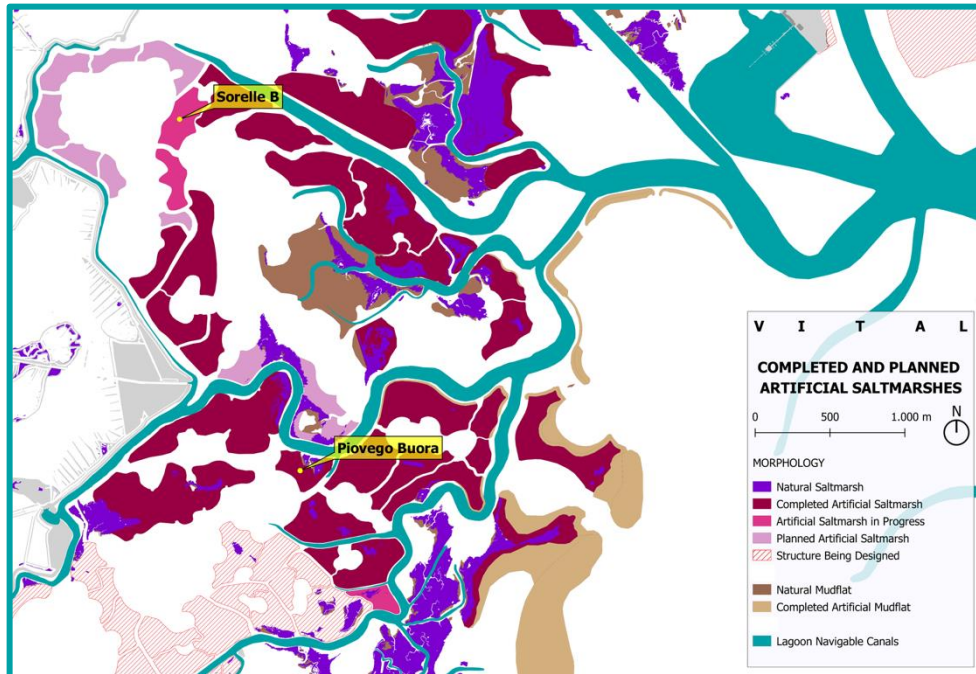 Sorelle B
Piovego Buora
V I T A L
COMPLETED AND PLANNED
ARTIFICIAL SALTMARSHES
0 500 1.000 m
N
MORPHOLOGY
Natural Saltmarsh
Completed Artificial Saltmarsh
Artificial Saltmarsh in Progress
Planned Artificial Saltmarsh
Structure Being Designed
Natural Mudflat
Completed Artificial Mudflat
Lagoon Navigable Canals